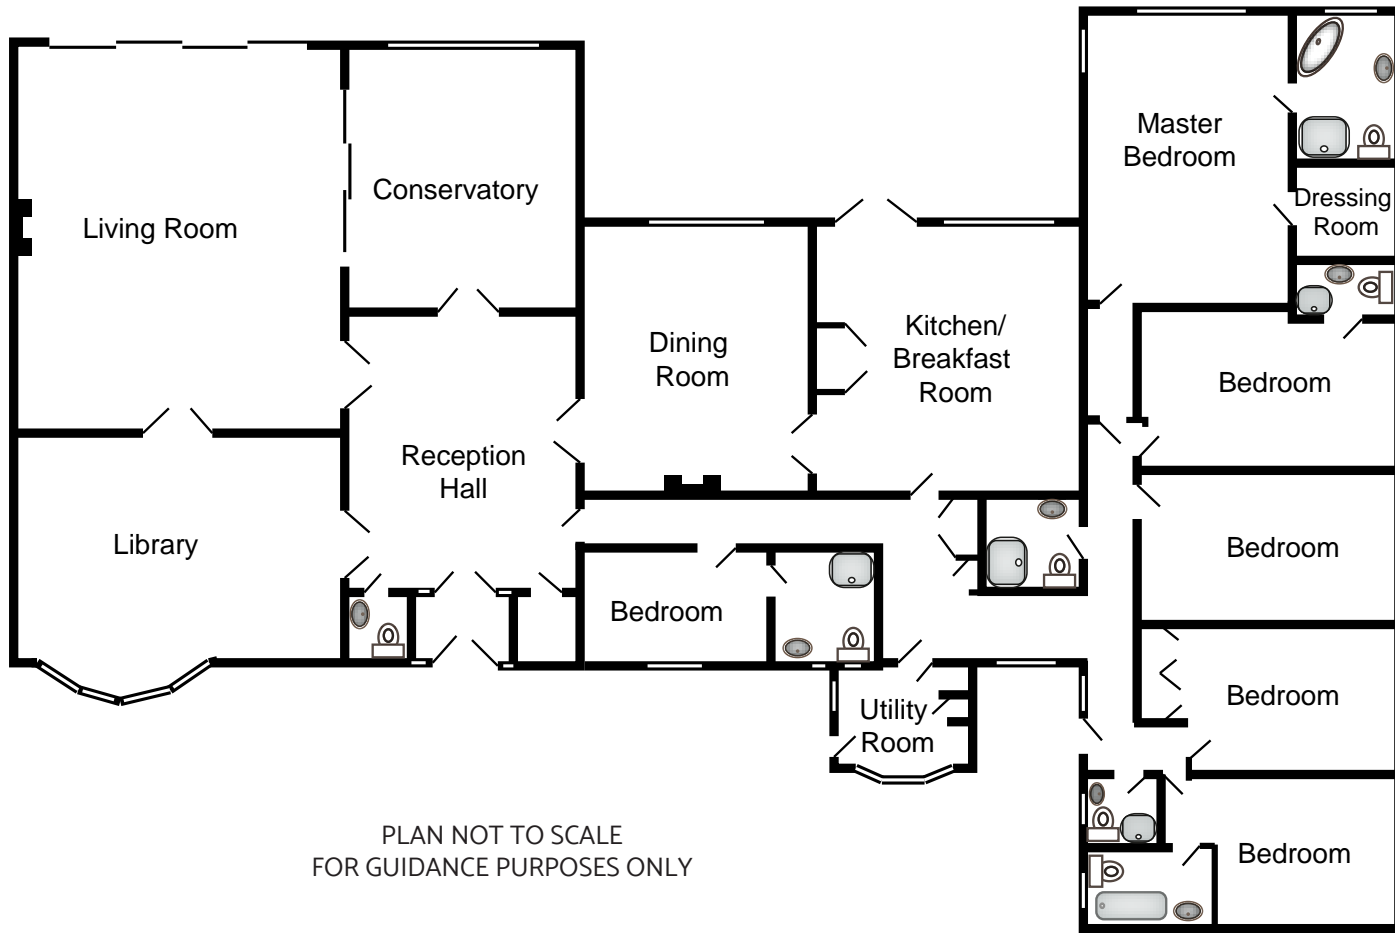 Master
Bedroom
Conservatory
Dressing
Room
Living Room
Kitchen/
Breakfast
Room
Dining
Room
Bedroom
Reception
Hall
Library
Bedroom
Bedroom
Bedroom
Utility
Room
Bedroom
PLAN NOT TO SCALE
FOR GUIDANCE PURPOSES ONLY